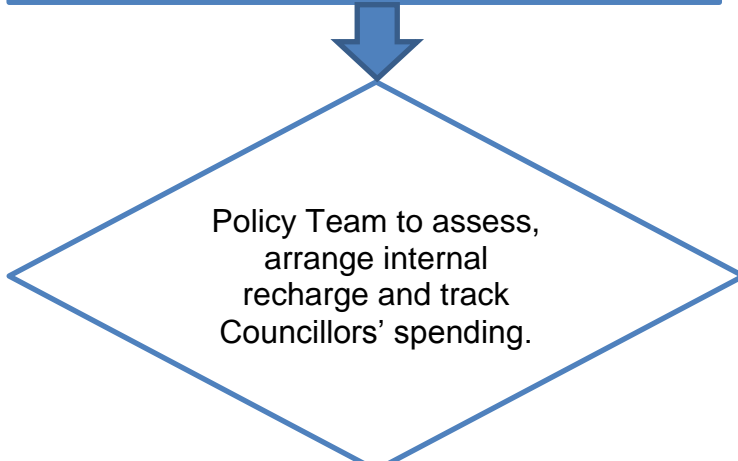 Policy Team to assess,
arrange internal
recharge and track
Councillors’ spending.